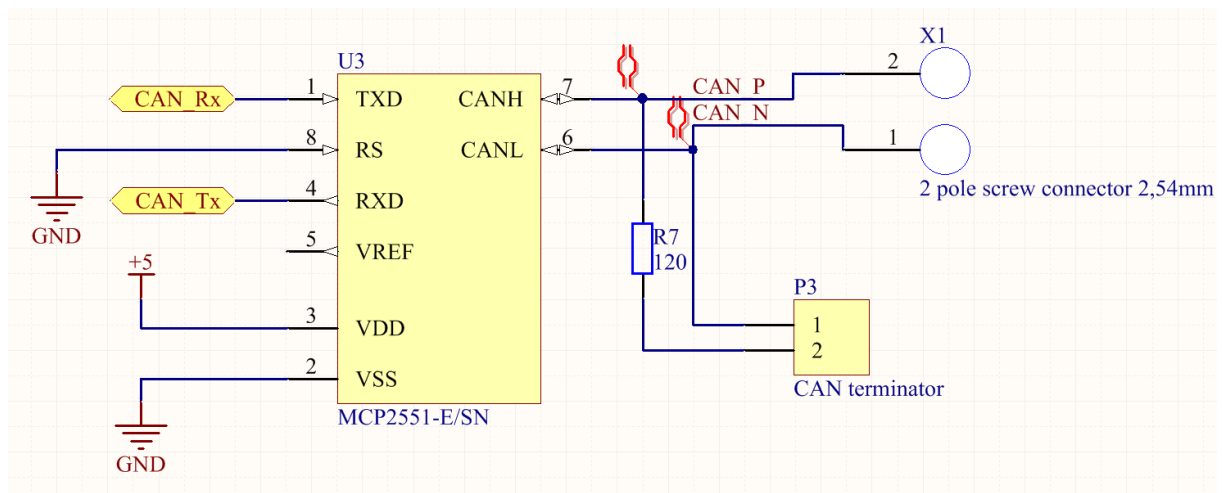 X1
U3
2
CAN_Rx 1 TXD CANH 7 CAN_P
CAN_N
8 RS CANL 6 1
2 pole screw connector 2,54mm
CAN_Tx 4 RXD
GND
5 VREF
R7
120
+5
P3
3 VDD 1
2
2 VSS
CAN terminator
MCP2551-E/SN
GND